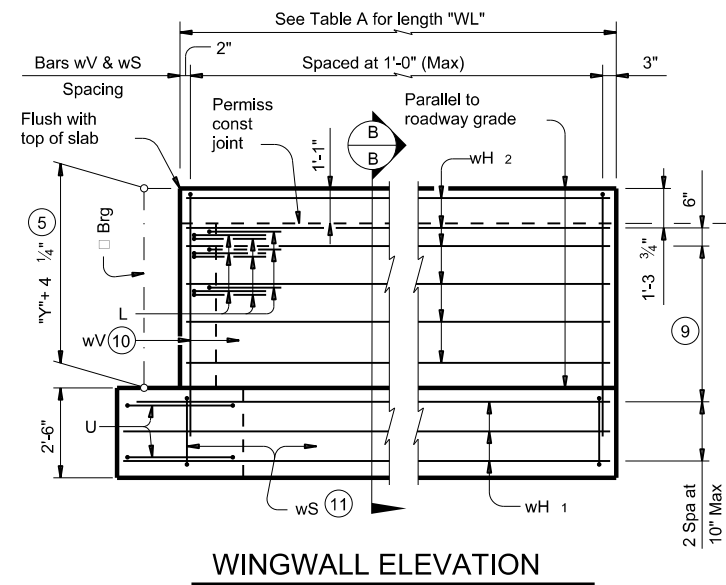 See Table A for length "WL"
2"
Bars wV & wS
Spacing
Spaced at 1'-0" (Max)
3"
Flush with
top of slab
Permiss
const
joint
B
B
Parallel to
roadway grade
1'-1"
wH 2
6"
5
"Y"+ 4 1/4"
Brg
1'-3 3/4"
9
L
wV 10
U
2'-6"
wS 11
wH 1
2 Spa at
10" Max
WINGWALL ELEVATION